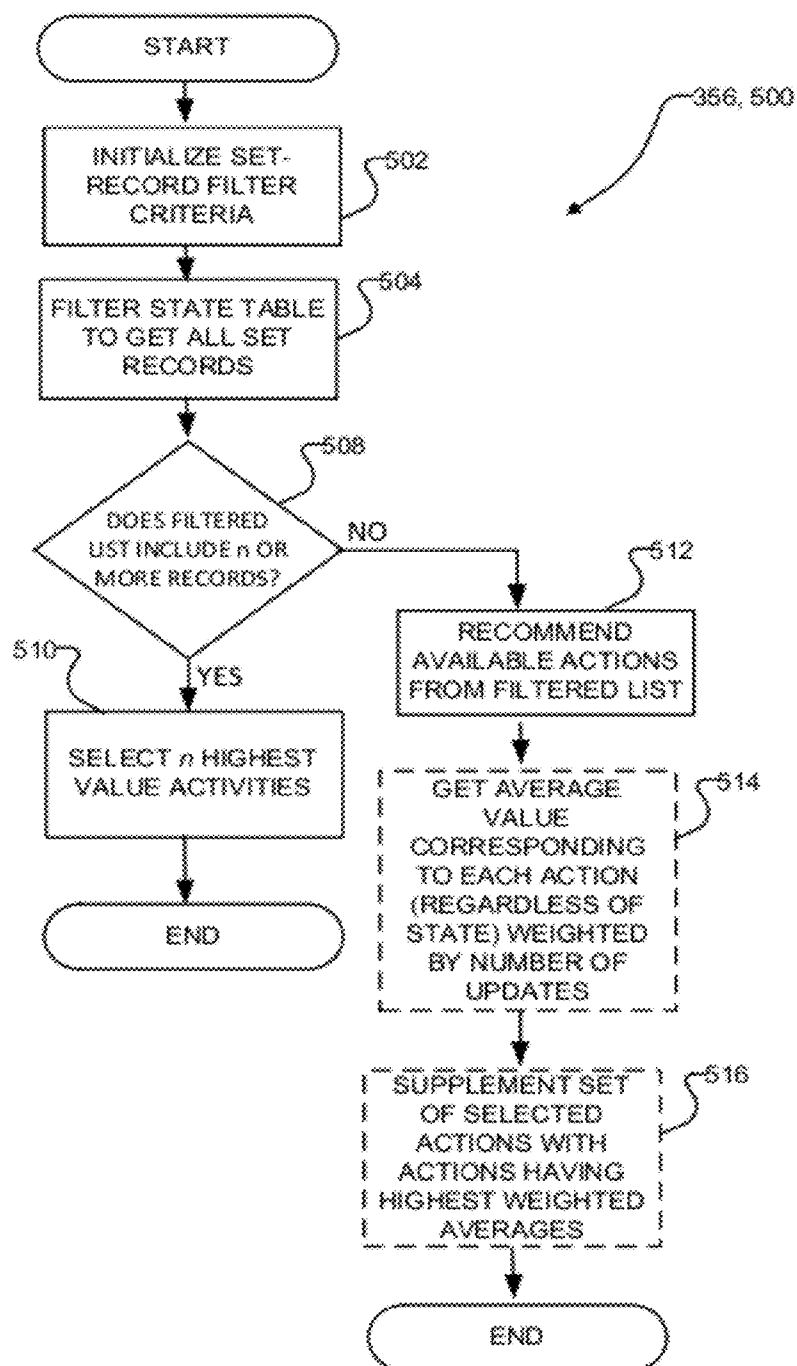 START
356, 500
INITIALIZE SET-
RECORD FILTER
CRITERIA
502
FILTER STATE TABLE
TO GET ALL SET
RECORDS
504
508
DOES FILTERED
LIST INCLUDE n OR
MORE RECORDS?
NO
512
RECOMMEND
AVAILABLE ACTIONS
FROM FILTERED LIST
510
YES
SELECT n HIGHEST
VALUE ACTIVITIES
END
514
GET AVERAGE
VALUE
CORRESPONDING
TO EACH ACTION
(REGARDLESS OF
STATE) WEIGHTED
BY NUMBER OF
UPDATES
516
SUPPLEMENT SET
OF SELECTED
ACTIONS WITH
ACTIONS HAVING
HIGHEST WEIGHTED
AVERAGES
END